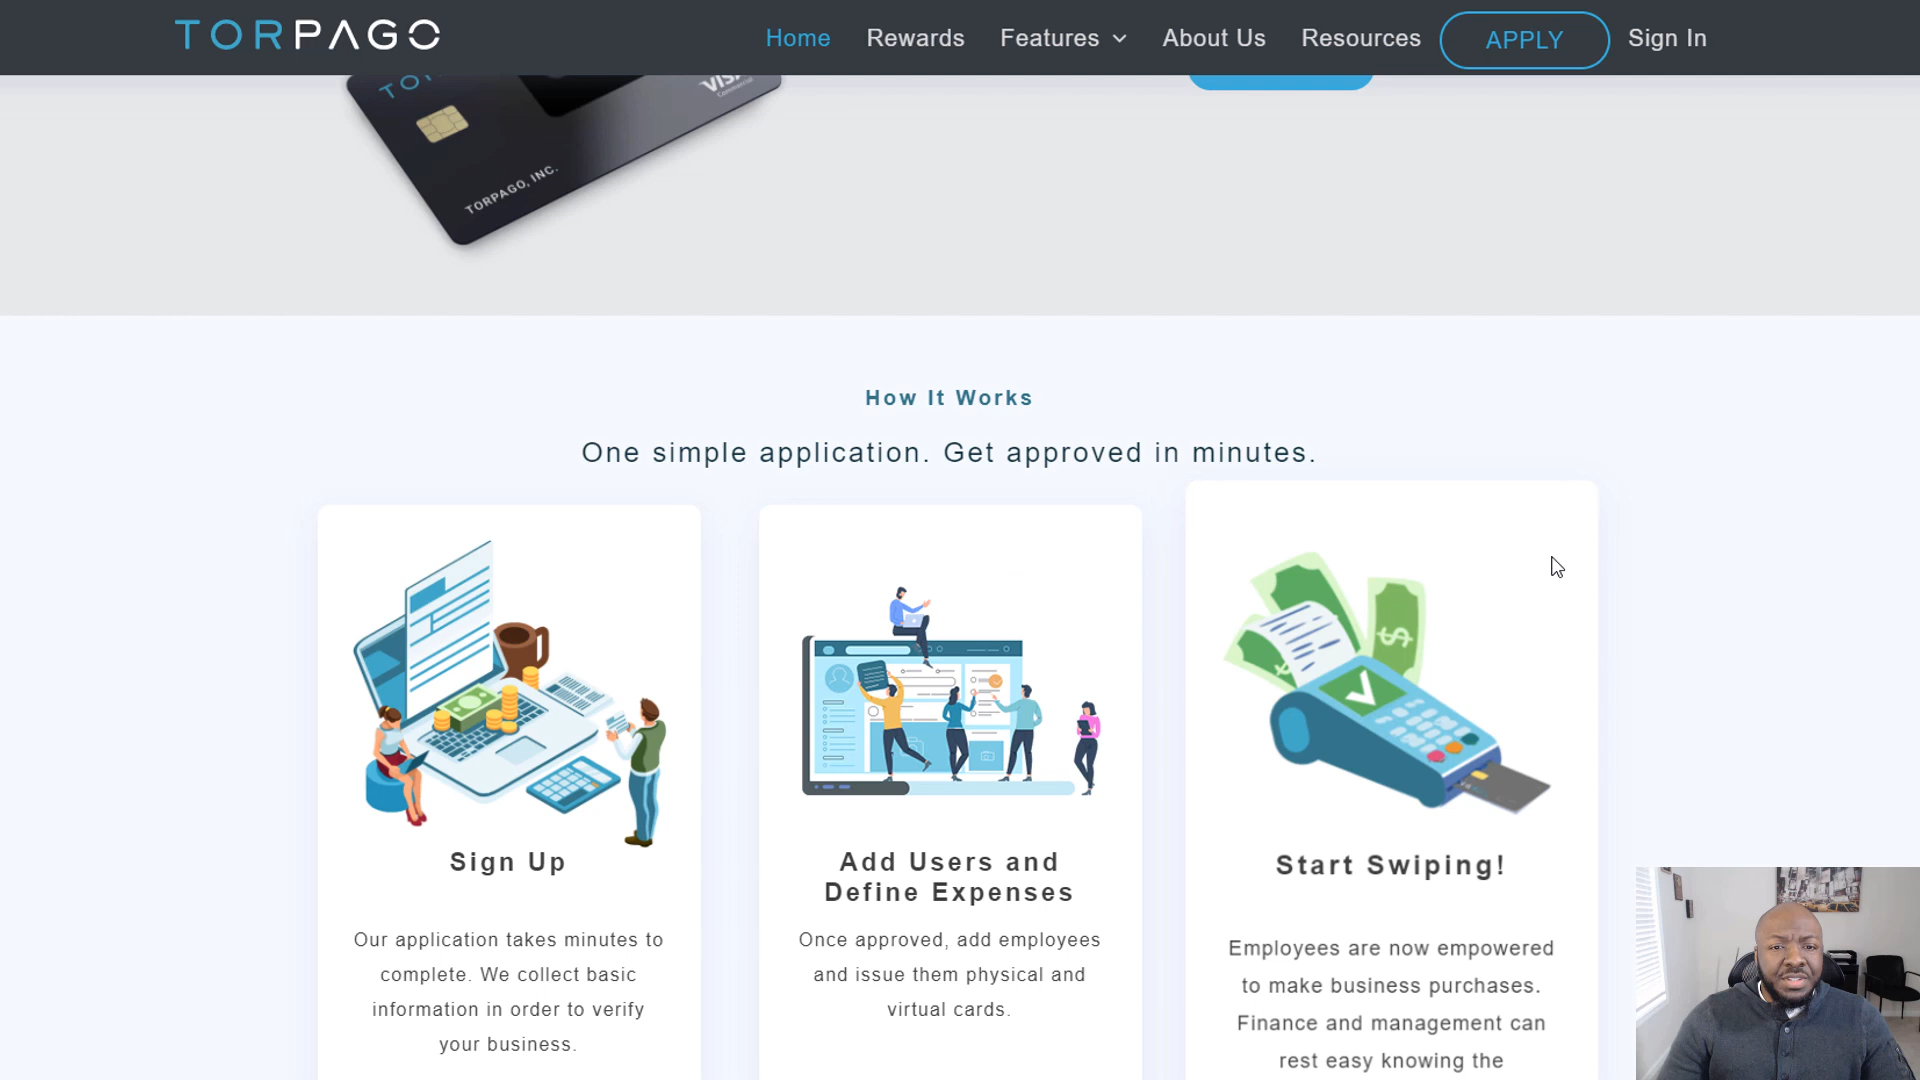 TORPAGO
Home
Rewards
Features
About Us
Resources
APPLY
Sign In
VISA
TORPAGO, INC.
How It Works
One simple application. Get approved in minutes.
Sign Up
Our application takes minutes to
complete. We collect basic
information in order to verify
your business.
Add Users and
Define Expenses
Once approved, add employees
and issue them physical and
virtual cards.
Start Swiping!
Employees are now empowered
to make business purchases.
Finance and management can
rest easy knowing the